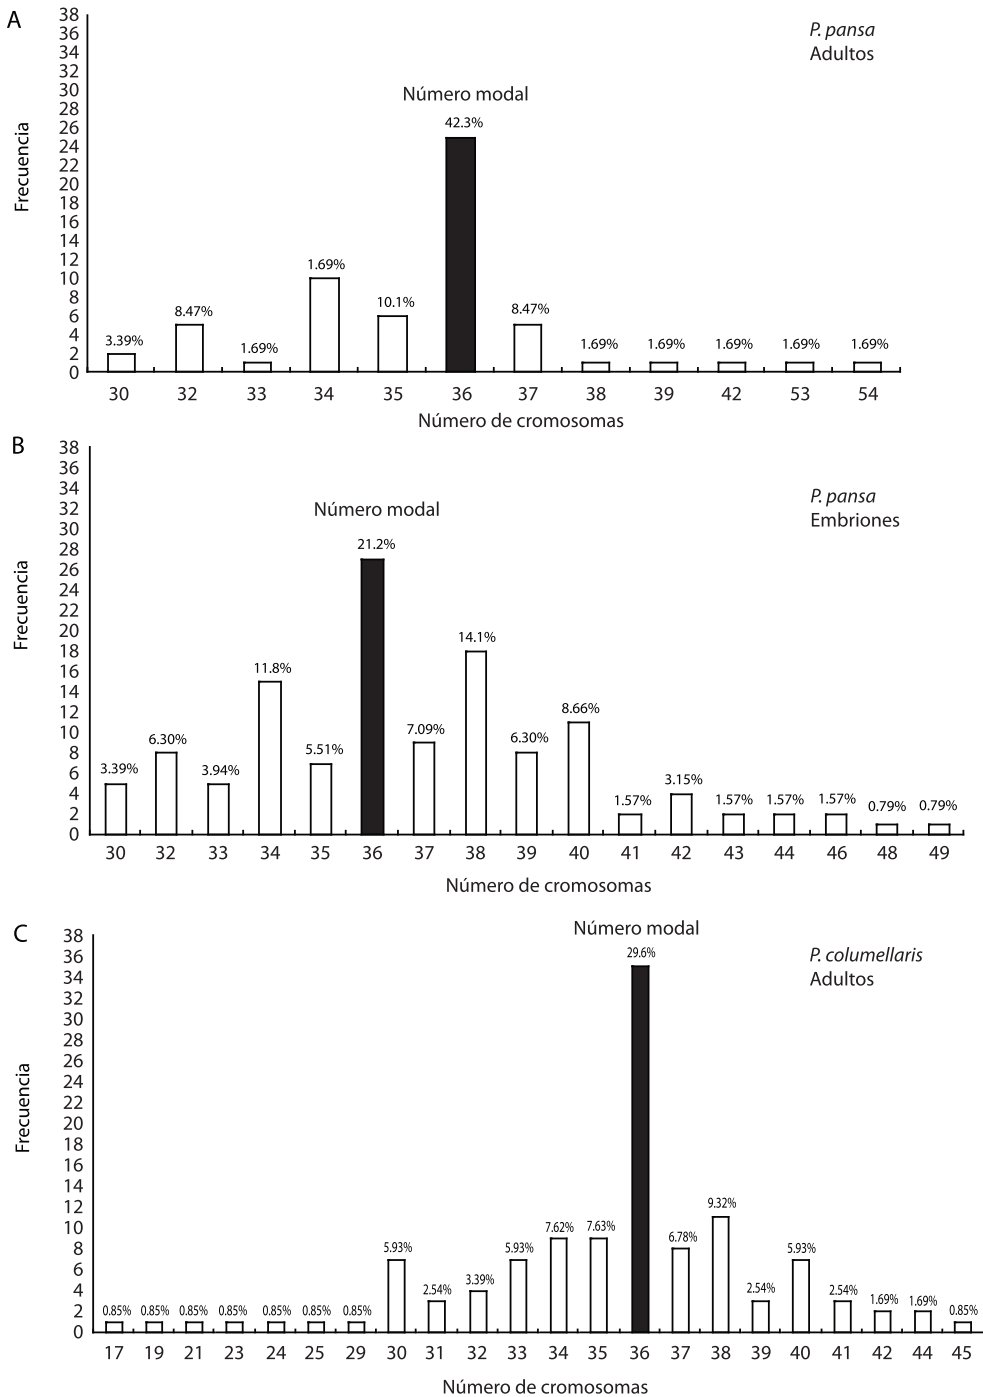 A
P. pansa
Adultos
Número modal
Frecuencia
38
36
34
32
30
28
26
24
22
20
18
16
14
12
10
8
6
4
2
0
3.39% 8.47% 1.69% 1.69% 10.1% 42.3% 8.47% 1.69% 1.69% 1.69% 1.69% 1.69%
30 32 33 34 35 36 37 38 39 42 53 54
Número de cromosomas
B
P. pansa
Embriones
Número modal
Frecuencia
38
36
34
32
30
28
26
24
22
20
18
16
14
12
10
8
6
4
2
0
3.39% 6.30% 3.94% 11.8% 5.51% 21.2% 7.09% 14.1% 6.30% 8.66% 1.57% 3.15% 1.57% 1.57% 1.57% 0.79% 0.79%
30 32 33 34 35 36 37 38 39 40 41 42 43 44 46 48 49
Número de cromosomas
C
Número modal
P. columellaris
Adultos
Frecuencia
38
36
34
32
30
28
26
24
22
20
18
16
14
12
10
8
6
4
2
0
0.85% 0.85% 0.85% 0.85% 0.85% 0.85% 0.85% 5.93% 2.54% 3.39% 5.93% 7.62% 7.63% 29.6% 6.78% 9.32% 2.54% 5.93% 2.54% 1.69% 1.69% 0.85%
17 19 21 23 24 25 29 30 31 32 33 34 35 36 37 38 39 40 41 42 44 45
Número de cromosomas